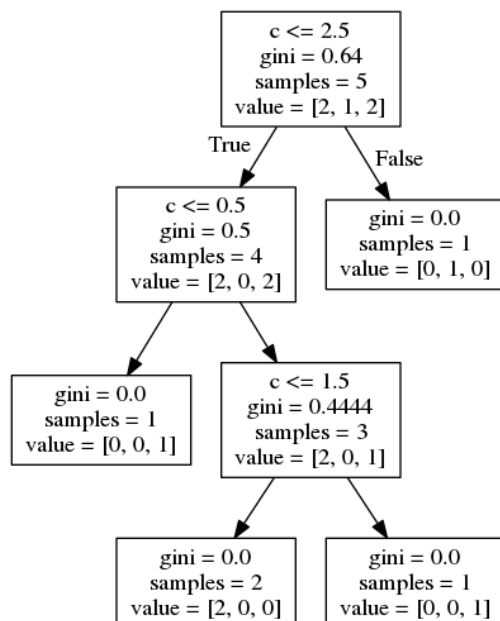 c <= 2.5
gini = 0.64
samples = 5
value = [2, 1, 2]
True
False
c <= 0.5
gini = 0.5
samples = 4
value = [2, 0, 2]
gini = 0.0
samples = 1
value = [0, 1, 0]
gini = 0.0
samples = 1
value = [0, 0, 1]
c <= 1.5
gini = 0.4444
samples = 3
value = [2, 0, 1]
gini = 0.0
samples = 2
value = [2, 0, 0]
gini = 0.0
samples = 1
value = [0, 0, 1]